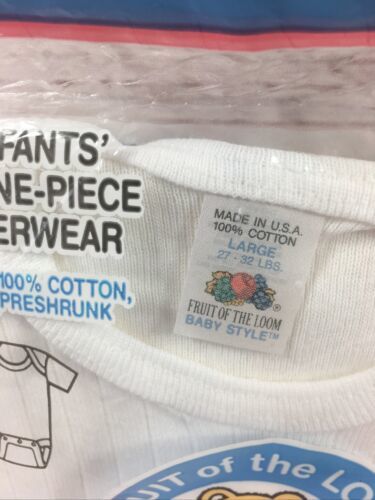 FANTS'
NE-PIECE
ERWEAR
100% COTTON,
PRESHRUNK
MADE IN U.S.A.
100% COTTON
LARGE
27 - 32 LBS.
FRUIT OF THE LOOM®
BABY STYLE™
UIT of the LO